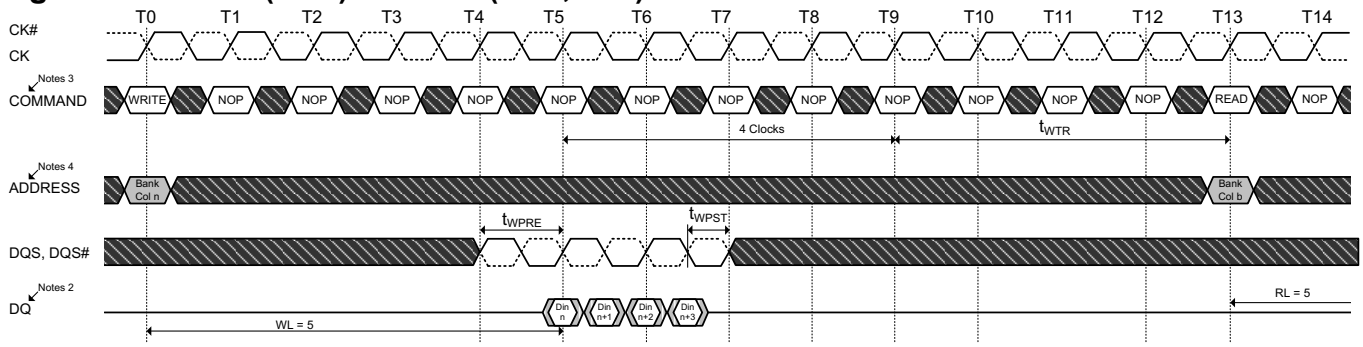 T0 T1 T2 T3 T4 T5 T6 T7 T8 T9 T10 T11 T12 T13 T14
CK#
CK
Notes 3
COMMAND
WRITE NOP NOP NOP NOP NOP NOP NOP NOP NOP NOP NOP NOP READ NOP
4 Clocks
tWTR
Notes 4
ADDRESS
Bank
Col n
Bank
Col b
tWPRE
tWPST
DQS, DQS#
Notes 2
DQ
Din
n
Din
n+1
Din
n+2
Din
n+3
WL = 5
RL = 5